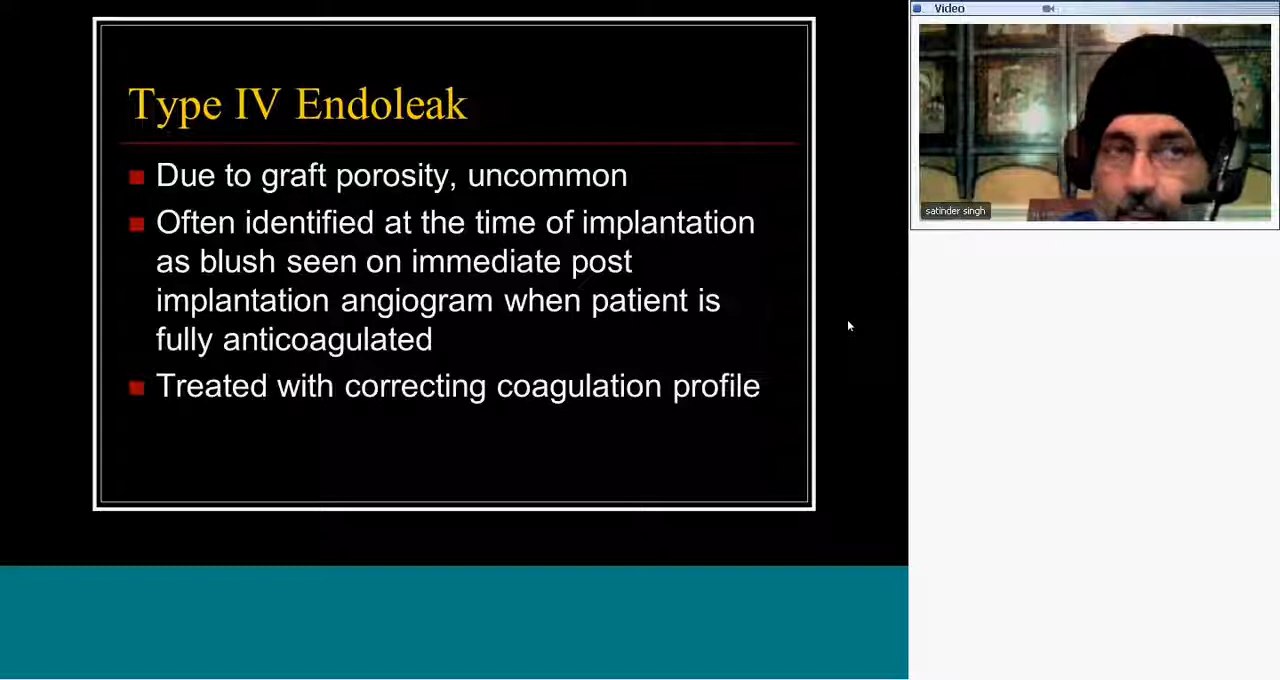 Type IV Endoleak
Due to graft porosity, uncommon
Often identified at the time of implantation
as blush seen on immediate post
implantation angiogram when patient is
fully anticoagulated
Treated with correcting coagulation profile
Video
satinder singh